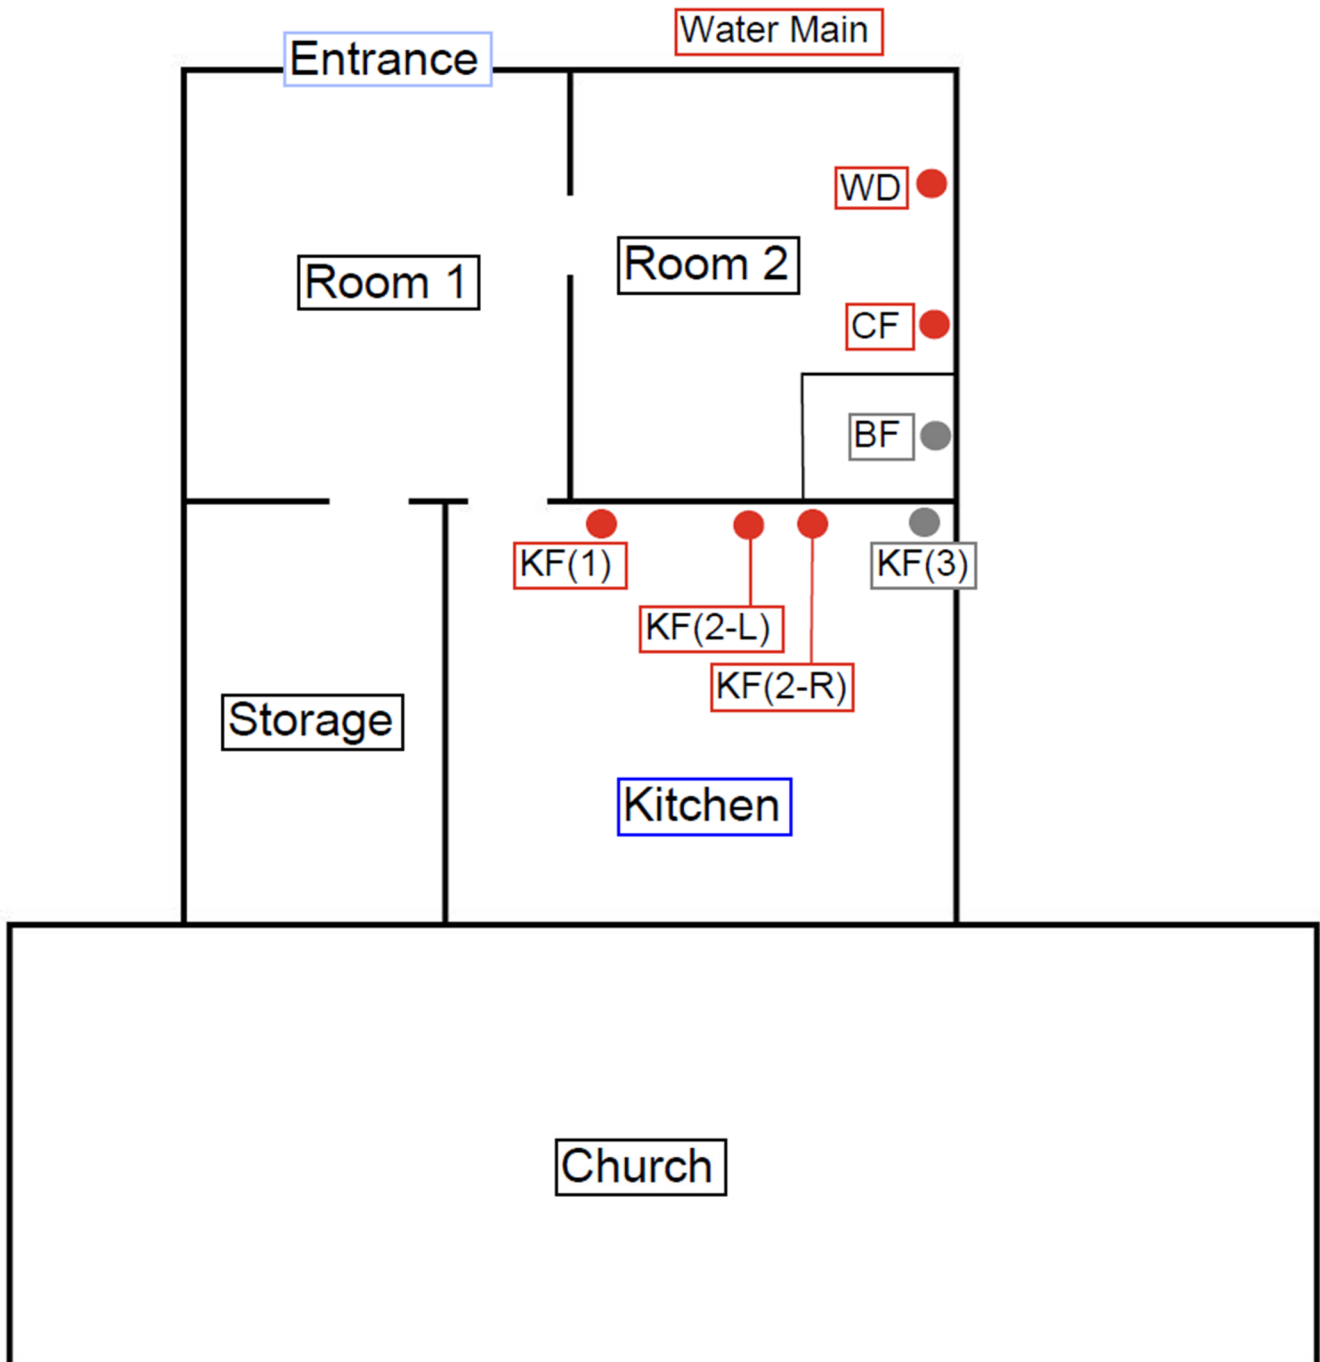 Water Main
Entrance
WD
Room 1
Room 2
CF
BF
KF(1)
KF(3)
KF(2-L)
KF(2-R)
Storage
Kitchen
Church